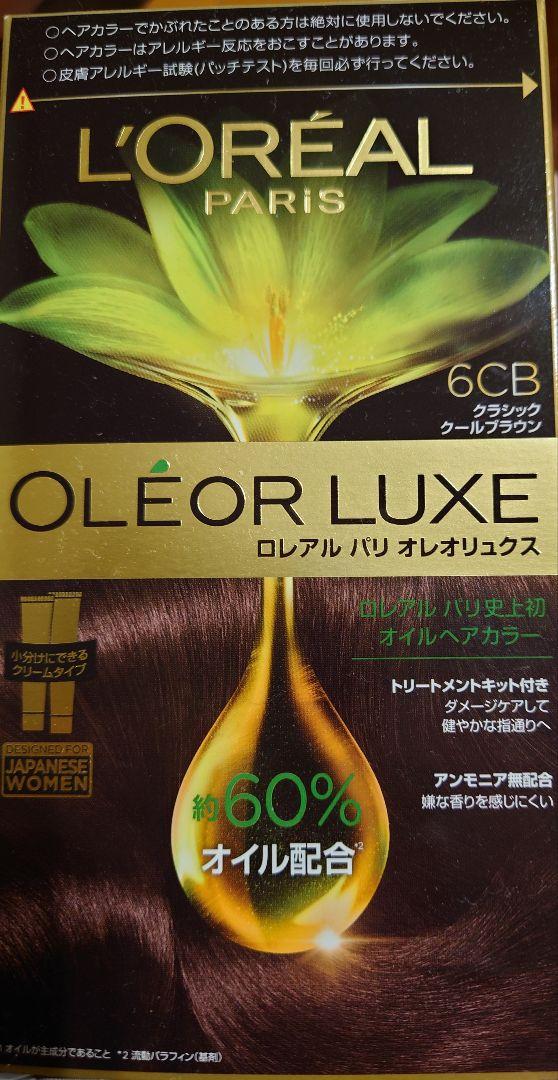 ○ヘアカラーでかぶれたことのある方は絶対に使用しないでください。
○ヘアカラーはアレルギー反応をおこすことがあります。
○皮膚アレルギー試験(パッチテスト)を毎回必ず行ってください。
L'ORÉAL
PARiS
6CB
クラシック
クールブラウン
OLÉOR LUXE
ロレアル パリ オレオリュクス
ロレアル パリ史上初
オイルヘアカラー
小分けにできる
クリームタイプ
トリートメントキット付き
ダメージケアして
健やかな指通りへ
DESIGNED FOR
JAPANESE
WOMEN
アンモニア無配合
嫌な香りを感じにくい
約60%
オイル配合*2
オイルが主成分であること *2 流動パラフィン(基剤)